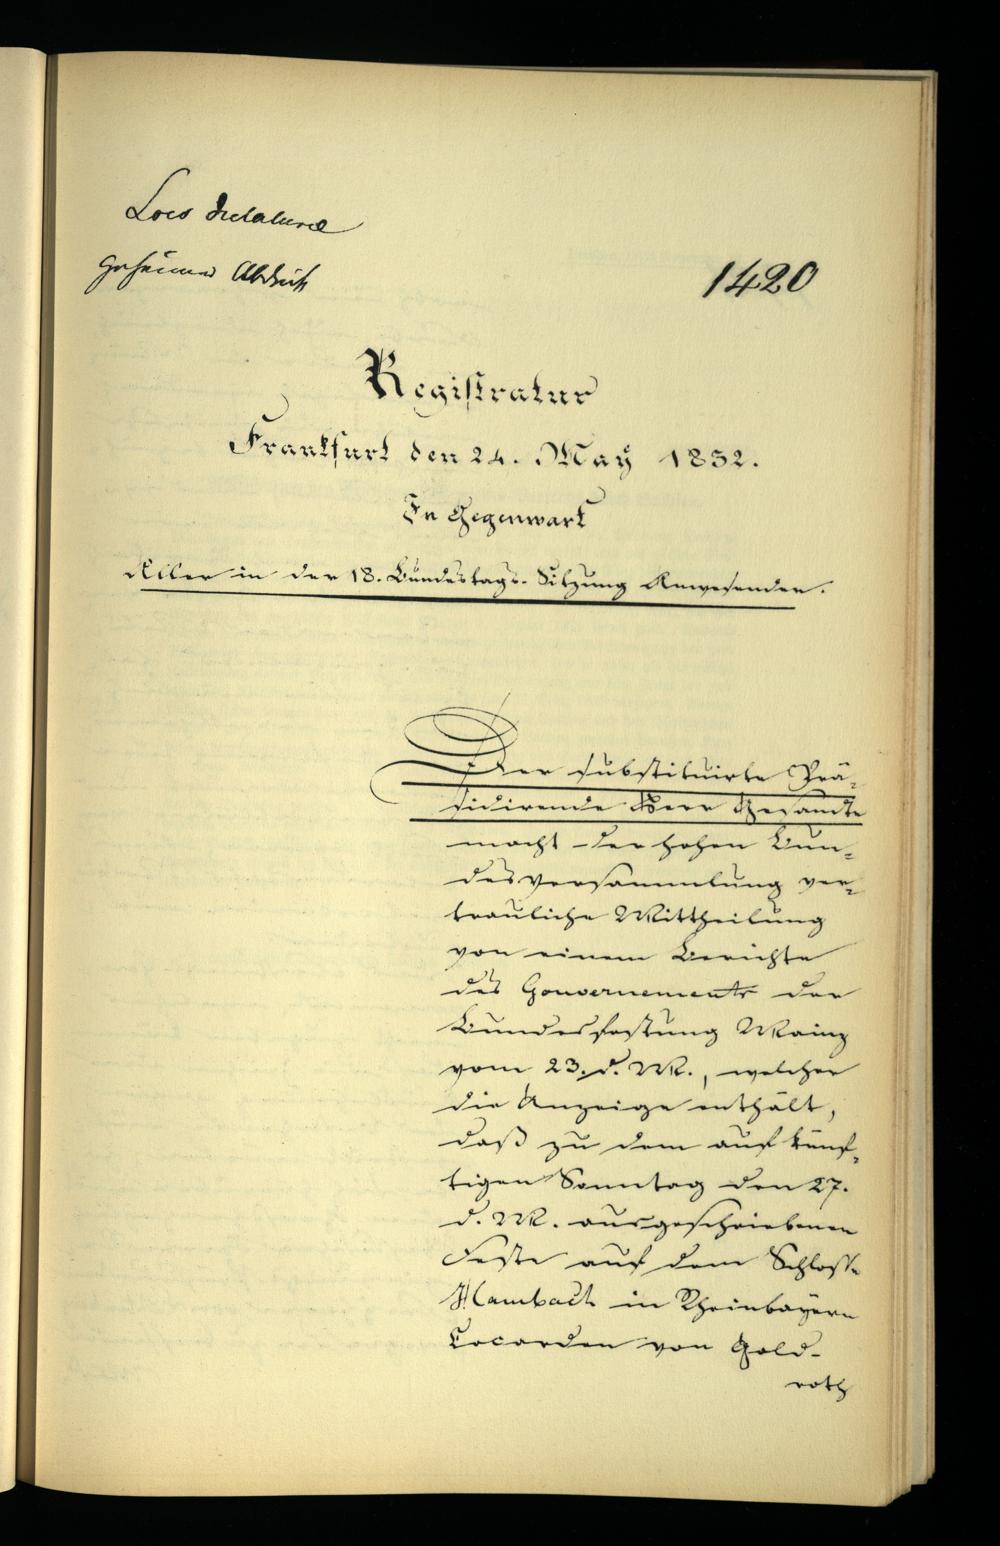 Loco dictaturæ
geheimer Abdruck
1420
Registratur
Frankfurt den 24. May 1832.
In Gegenwart
Aller in der 18. Bundestags-Sitzung Anwesenden.
Der substituirte Prä-
sidirende Herr Gesandte
macht der hohen Bun-
desversammlung ver-
trauliche Mittheilung
von einem Berichte
des Gouvernements der
Bundesfestung Mainz
vom 23. d. M., welcher
die Anzeige enthält,
daß zu dem auf künf-
tigen Sonntag den 27.
d. M. ausgeschriebenen
Feste auf dem Schlosse
Hambach in Rheinbayern
Cocarden von Gold-
roth